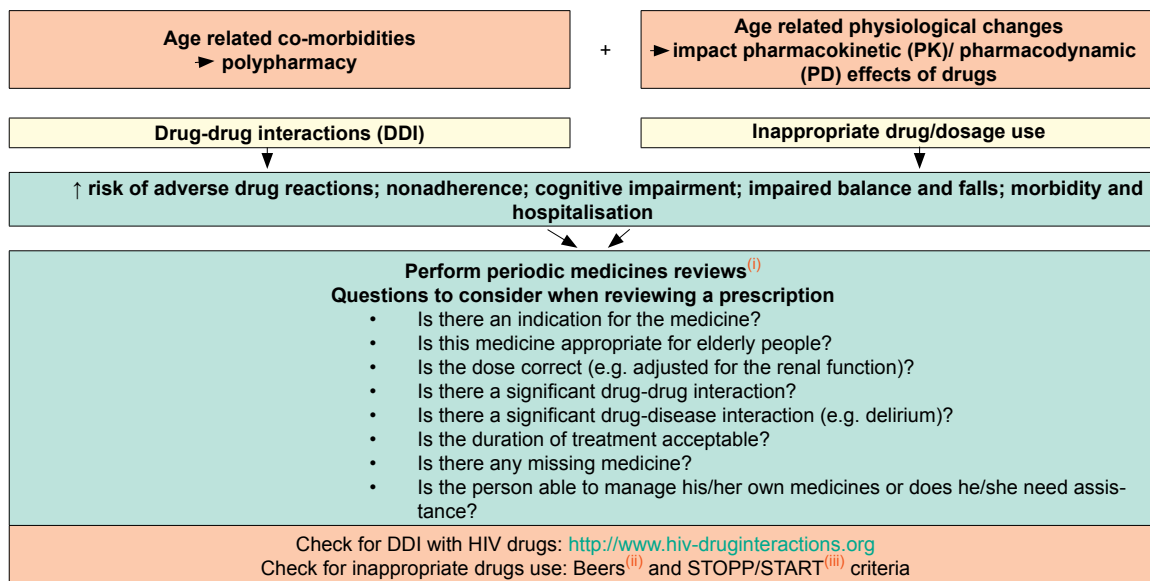 Age related co-morbidities
→ polypharmacy
+
Age related physiological changes
→ impact pharmacokinetic (PK)/ pharmacodynamic
(PD) effects of drugs
Drug-drug interactions (DDI)
Inappropriate drug/dosage use
↑ risk of adverse drug reactions; nonadherence; cognitive impairment; impaired balance and falls; morbidity and
hospitalisation
Perform periodic medicines reviews(i)
Questions to consider when reviewing a prescription
• Is there an indication for the medicine?
• Is this medicine appropriate for elderly people?
• Is the dose correct (e.g. adjusted for the renal function)?
• Is there a significant drug-drug interaction?
• Is there a significant drug-disease interaction (e.g. delirium)?
• Is the duration of treatment acceptable?
• Is there any missing medicine?
• Is the person able to manage his/her own medicines or does he/she need assis-
tance?
Check for DDI with HIV drugs: http://www.hiv-druginteractions.org
Check for inappropriate drugs use: Beers(ii) and STOPP/START(iii) criteria